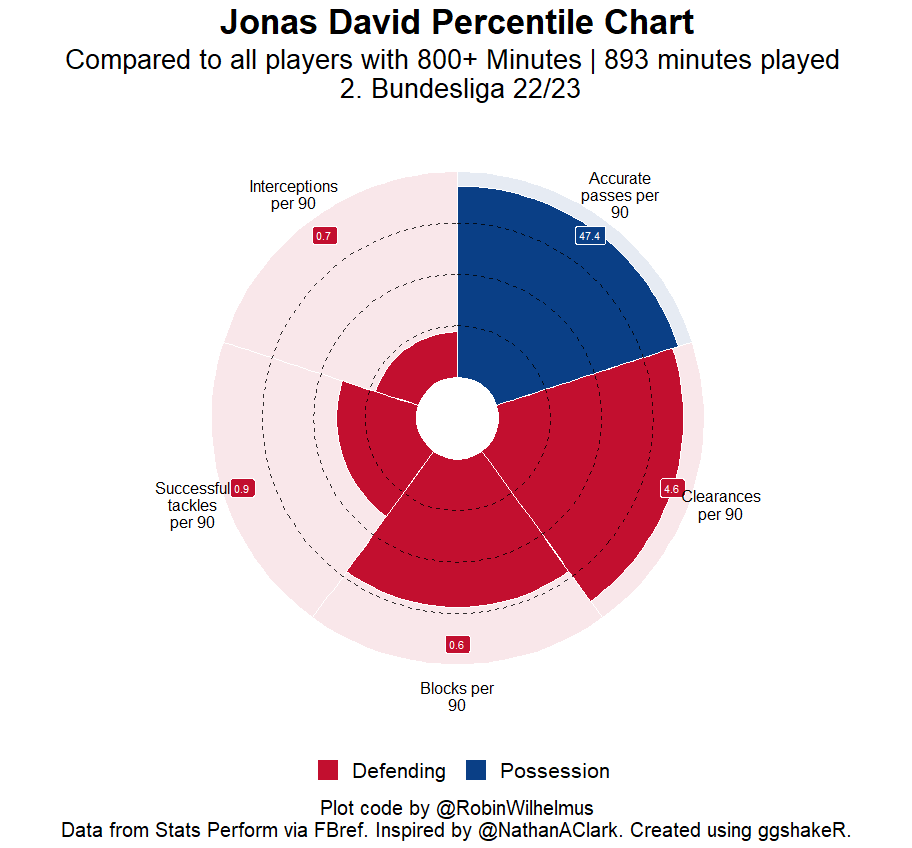 Jonas David Percentile Chart
Compared to all players with 800+ Minutes | 893 minutes played
2. Bundesliga 22/23
Interceptions
per 90
0.7
Accurate
passes per
90
47.4
Successful
tackles
per 90
0.9
4.6
Clearances
per 90
0.6
Blocks per
90
Defending
Possession
Plot code by @RobinWilhelmus
Data from Stats Perform via FBref. Inspired by @NathanAClark. Created using ggshakeR.